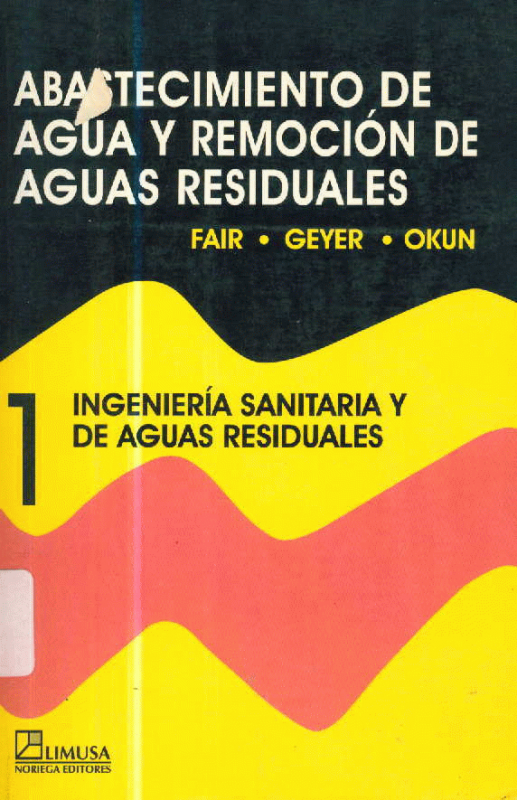 ABASTECIMIENTO DE
AGUA Y REMOCIÓN DE
AGUAS RESIDUALES
FAIR • GEYER • OKUN
1
INGENIERÍA SANITARIA Y
DE AGUAS RESIDUALES
LIMUSA
NORIEGA EDITORES